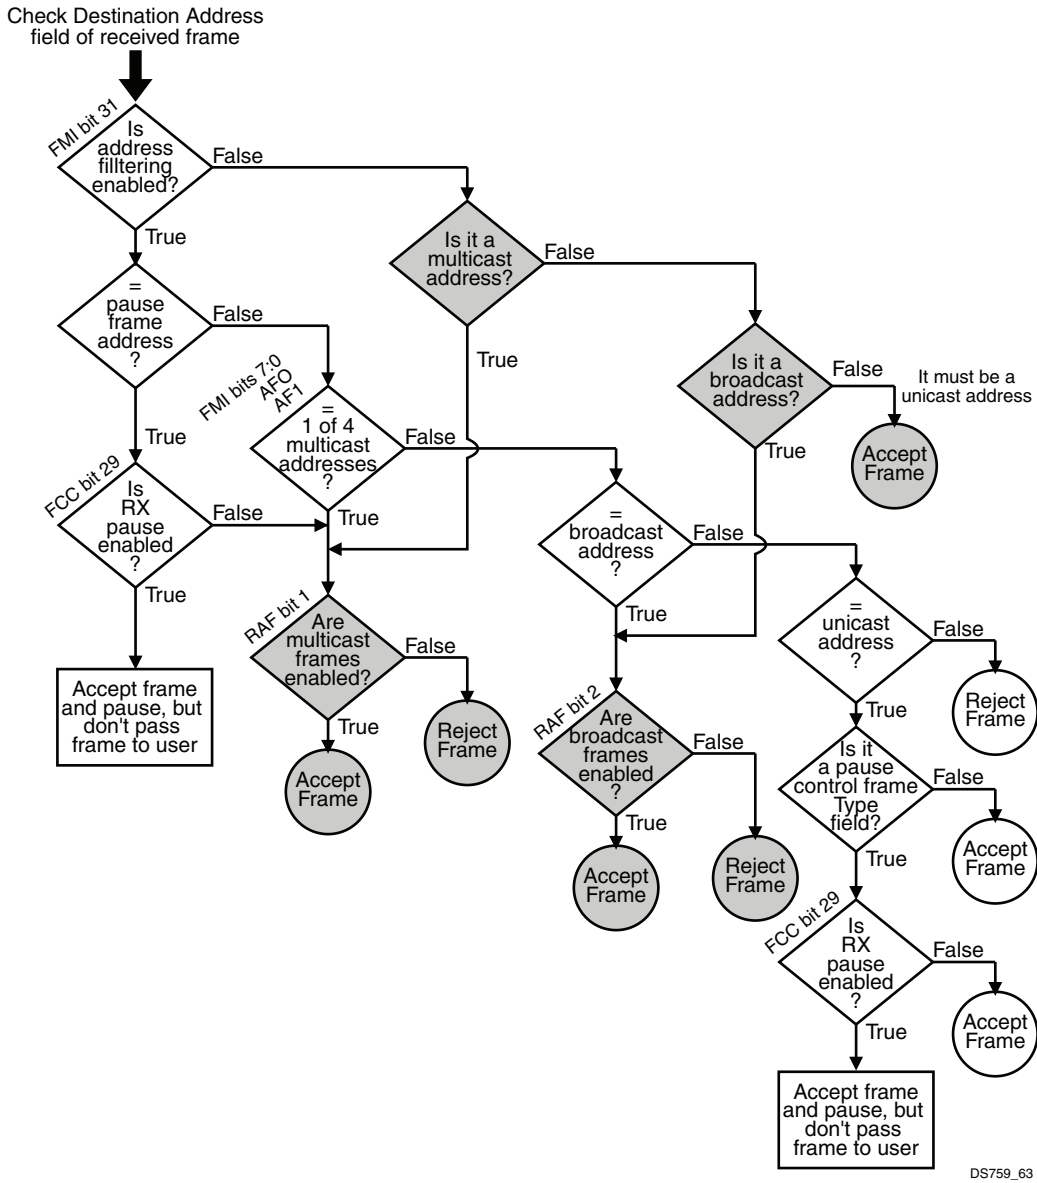 Check Destination Address
field of received frame
FMI bit 31
Is
address
filltering
enabled?
False
True
Is it a
multicast
address?
False
True
=
pause
frame
address
?
False
True
FMI bits 7:0
AFO
AF1
=
1 of 4
multicast
addresses
?
False
True
Is it a
broadcast
address?
False
True
It must be a
unicast address
Accept
Frame
FCC bit 29
Is
RX
pause
enabled
?
False
True
=
broadcast
address
?
False
True
=
unicast
address
?
False
True
Reject
Frame
RAF bit 1
Are
multicast
frames
enabled?
False
True
Accept frame
and pause, but
don't pass
frame to user
Accept
Frame
Reject
Frame
RAF bit 2
Are
broadcast
frames
enabled
?
False
True
Accept
Frame
Reject
Frame
Is it
a pause
control frame
Type
field?
False
True
Accept
Frame
FCC bit 29
Is
RX
pause
enabled
?
False
True
Accept
Frame
Accept frame
and pause, but
don't pass
frame to user
DS759_63